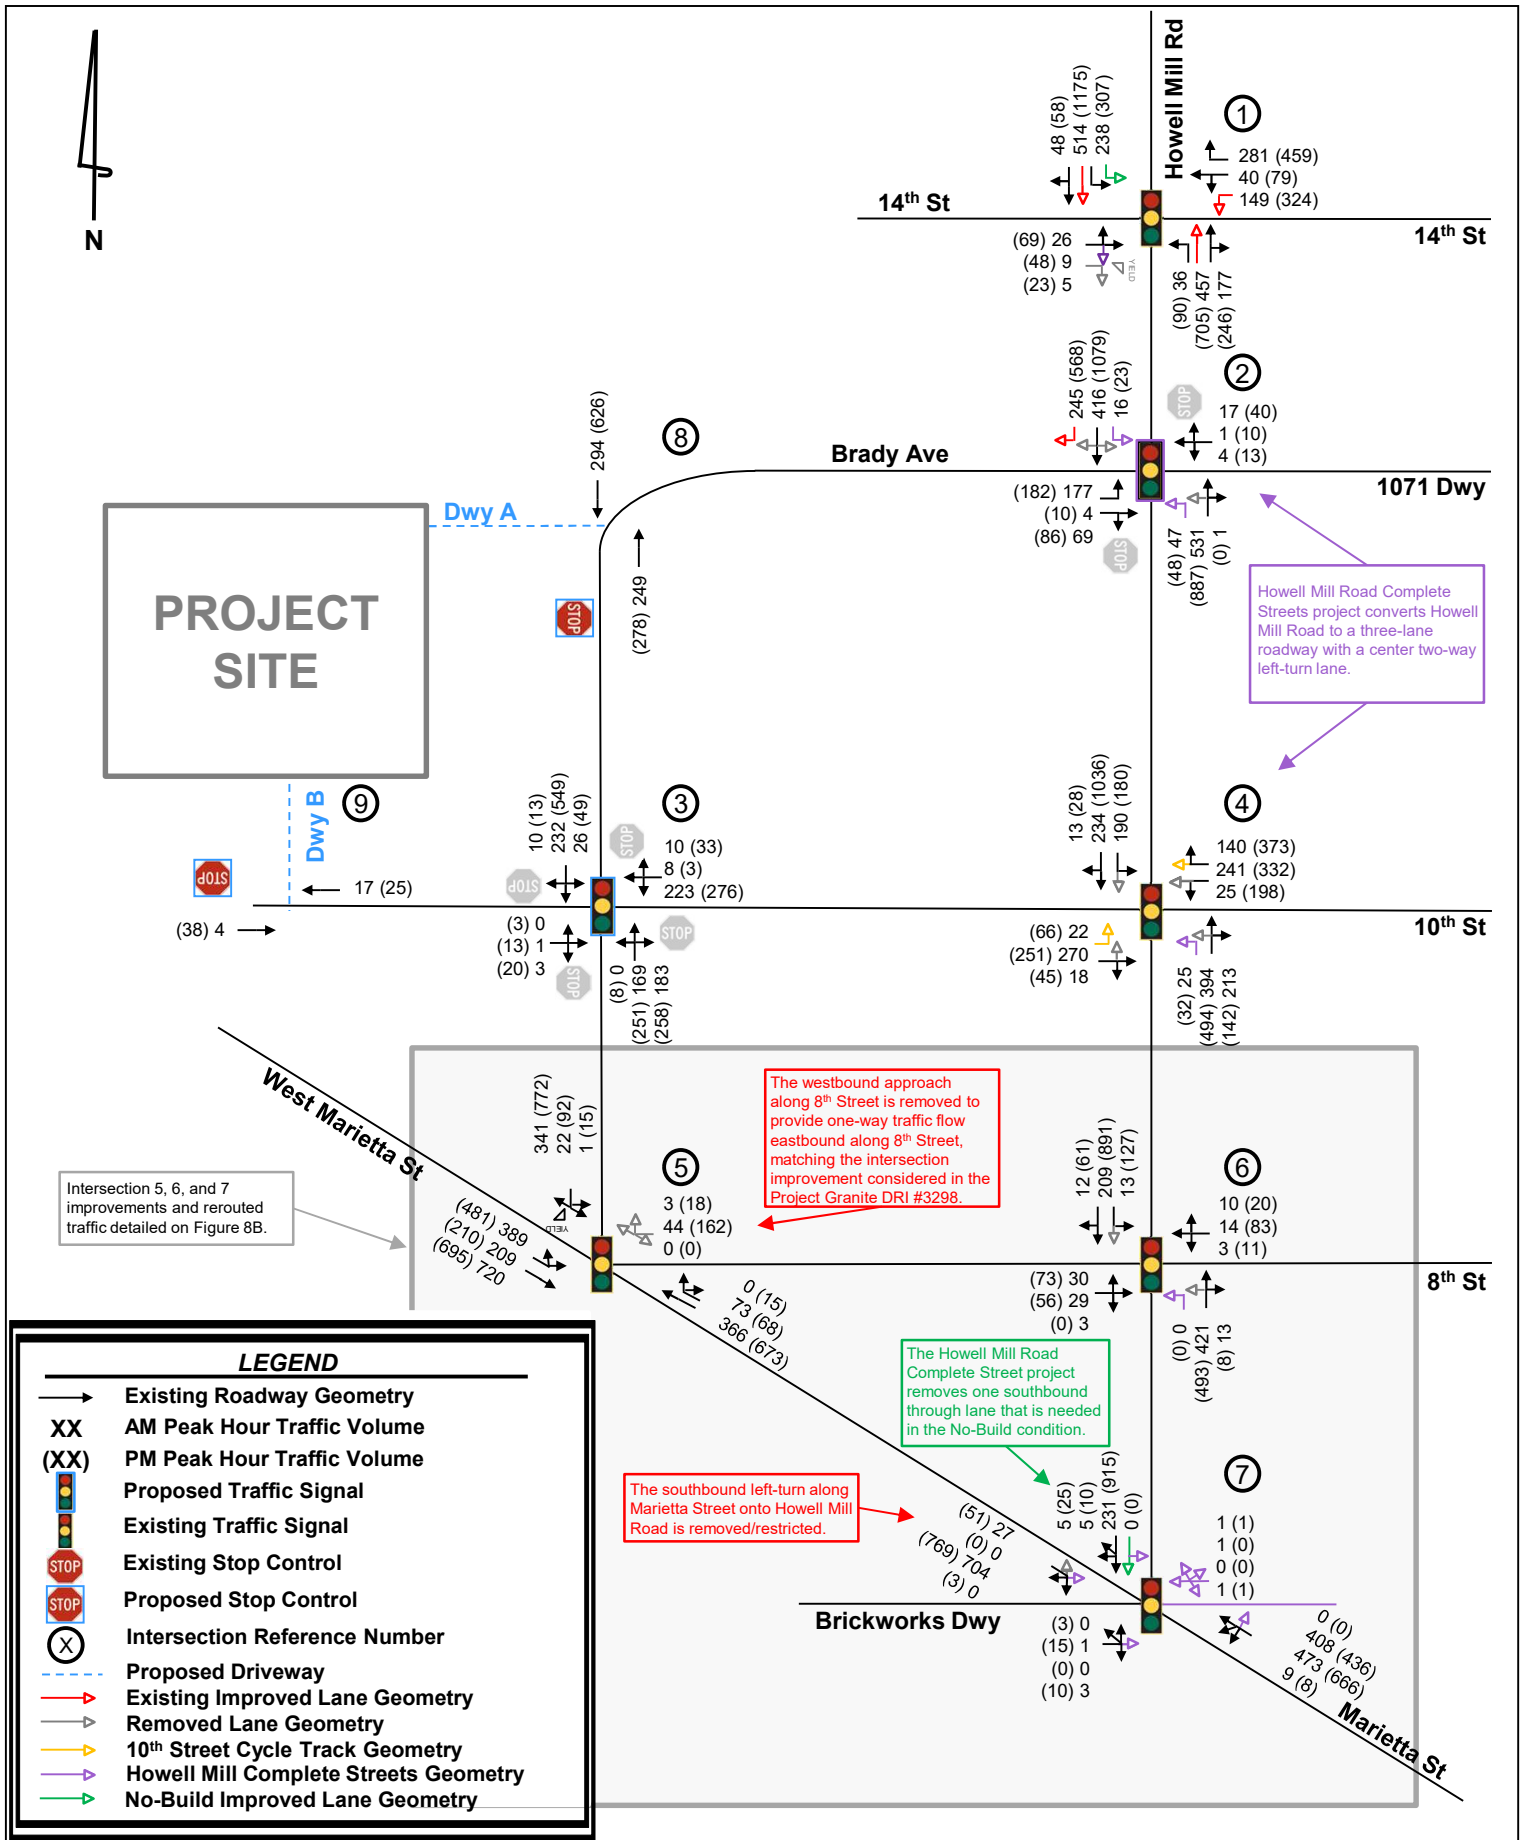 N
Howell Mill Rd
1
48 (58)
514 (1175)
238 (307)
281 (459)
40 (79)
149 (324)
14th St
14th St
(69) 26
(48) 9
(23) 5
YIELD
(90) 36
(705) 457
(246) 177
2
245 (568)
416 (1079)
16 (23)
STOP
17 (40)
1 (10)
4 (13)
8
294 (626)
Brady Ave
1071 Dwy
Dwy A
(182) 177
(10) 4
(86) 69
STOP
(48) 47
(887) 531
(0) 1
(278) 249
STOP
PROJECT
SITE
Howell Mill Road Complete
Streets project converts Howell
Mill Road to a three-lane
roadway with a center two-way
left-turn lane.
Dwy B
9
STOP
17 (25)
(38) 4
3
10 (13)
232 (549)
26 (49)
STOP
STOP
10 (33)
8 (3)
223 (276)
(3) 0
(13) 1
(20) 3
STOP
STOP
(8) 0
(251) 169
(258) 183
4
13 (28)
234 (1036)
190 (180)
140 (373)
241 (332)
25 (198)
10th St
(66) 22
(251) 270
(45) 18
(32) 25
(494) 394
(142) 213
West Marietta St
341 (772)
22 (92)
1 (15)
The westbound approach
along 8th Street is removed to
provide one-way traffic flow
eastbound along 8th Street,
matching the intersection
improvement considered in the
Project Granite DRI #3298.
5
3 (18)
44 (162)
0 (0)
YIELD
(481) 389
(210) 209
(695) 720
0 (15)
73 (68)
366 (673)
Intersection 5, 6, and 7
improvements and rerouted
traffic detailed on Figure 8B.
6
12 (61)
209 (891)
13 (127)
10 (20)
14 (83)
3 (11)
8th St
(73) 30
(56) 29
(0) 3
(0) 0
(493) 421
(8) 13
The Howell Mill Road
Complete Street project
removes one southbound
through lane that is needed
in the No-Build condition.
The southbound left-turn along
Marietta Street onto Howell Mill
Road is removed/restricted.
7
5 (25)
5 (10)
231 (915)
0 (0)
1 (1)
1 (0)
0 (0)
1 (1)
(51) 27
(0) 0
(769) 704
(3) 0
Brickworks Dwy
(3) 0
(15) 1
(0) 0
(10) 3
0 (0)
408 (436)
473 (666)
9 (8)
Marietta St
LEGEND
Existing Roadway Geometry
XX AM Peak Hour Traffic Volume
(XX) PM Peak Hour Traffic Volume
Proposed Traffic Signal
Existing Traffic Signal
STOP Existing Stop Control
STOP Proposed Stop Control
X Intersection Reference Number
Proposed Driveway
Existing Improved Lane Geometry
Removed Lane Geometry
10th Street Cycle Track Geometry
Howell Mill Complete Streets Geometry
No-Build Improved Lane Geometry